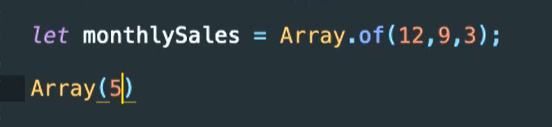 let monthlySales = Array.of(12,9,3);
Array(5)